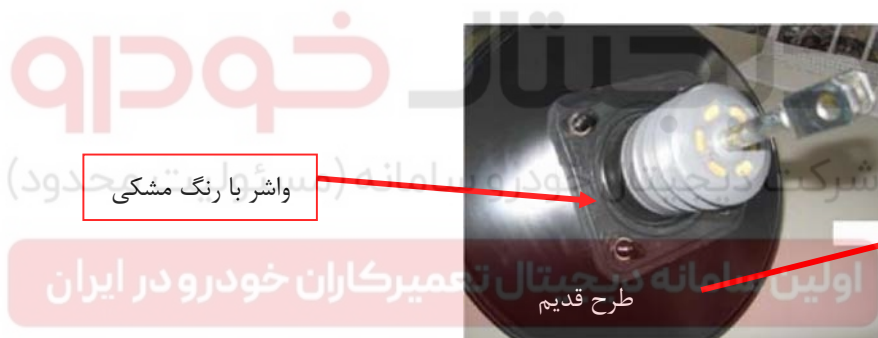 دیجیتال خودرو
شرکت دیجیتال خودرو سامانه (مسئولیت محدود)
واشر با رنگ مشکی
اولین سامانه دیجیتال تعمیرکاران خودرو در ایران
طرح قدیم